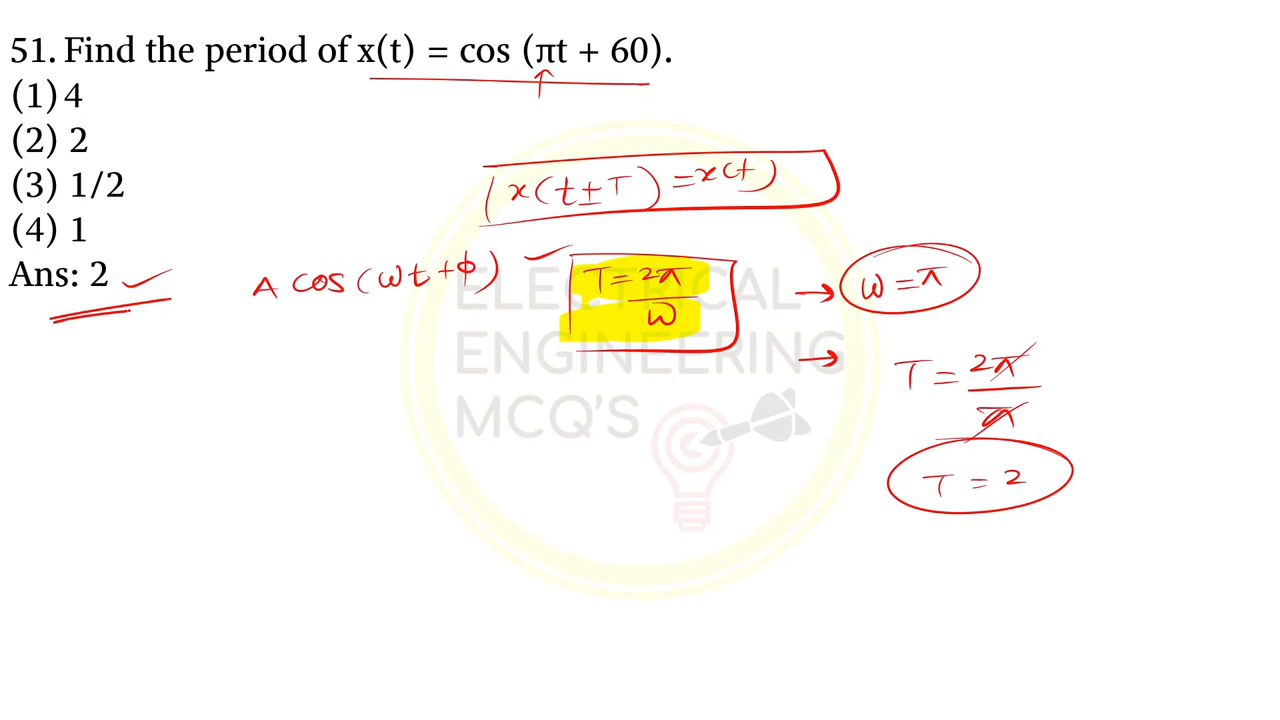 51. Find the period of x(t) = cos (πt + 60).
(1) 4
(2) 2
(3) 1/2
(4) 1
Ans: 2
x(t±T) = x(t)
A cos(ωt+φ)
T = 2π/ω
→ ω = π
→ T = 2π/π
T = 2
ELECTRICAL
ENGINEERING
MCQ'S